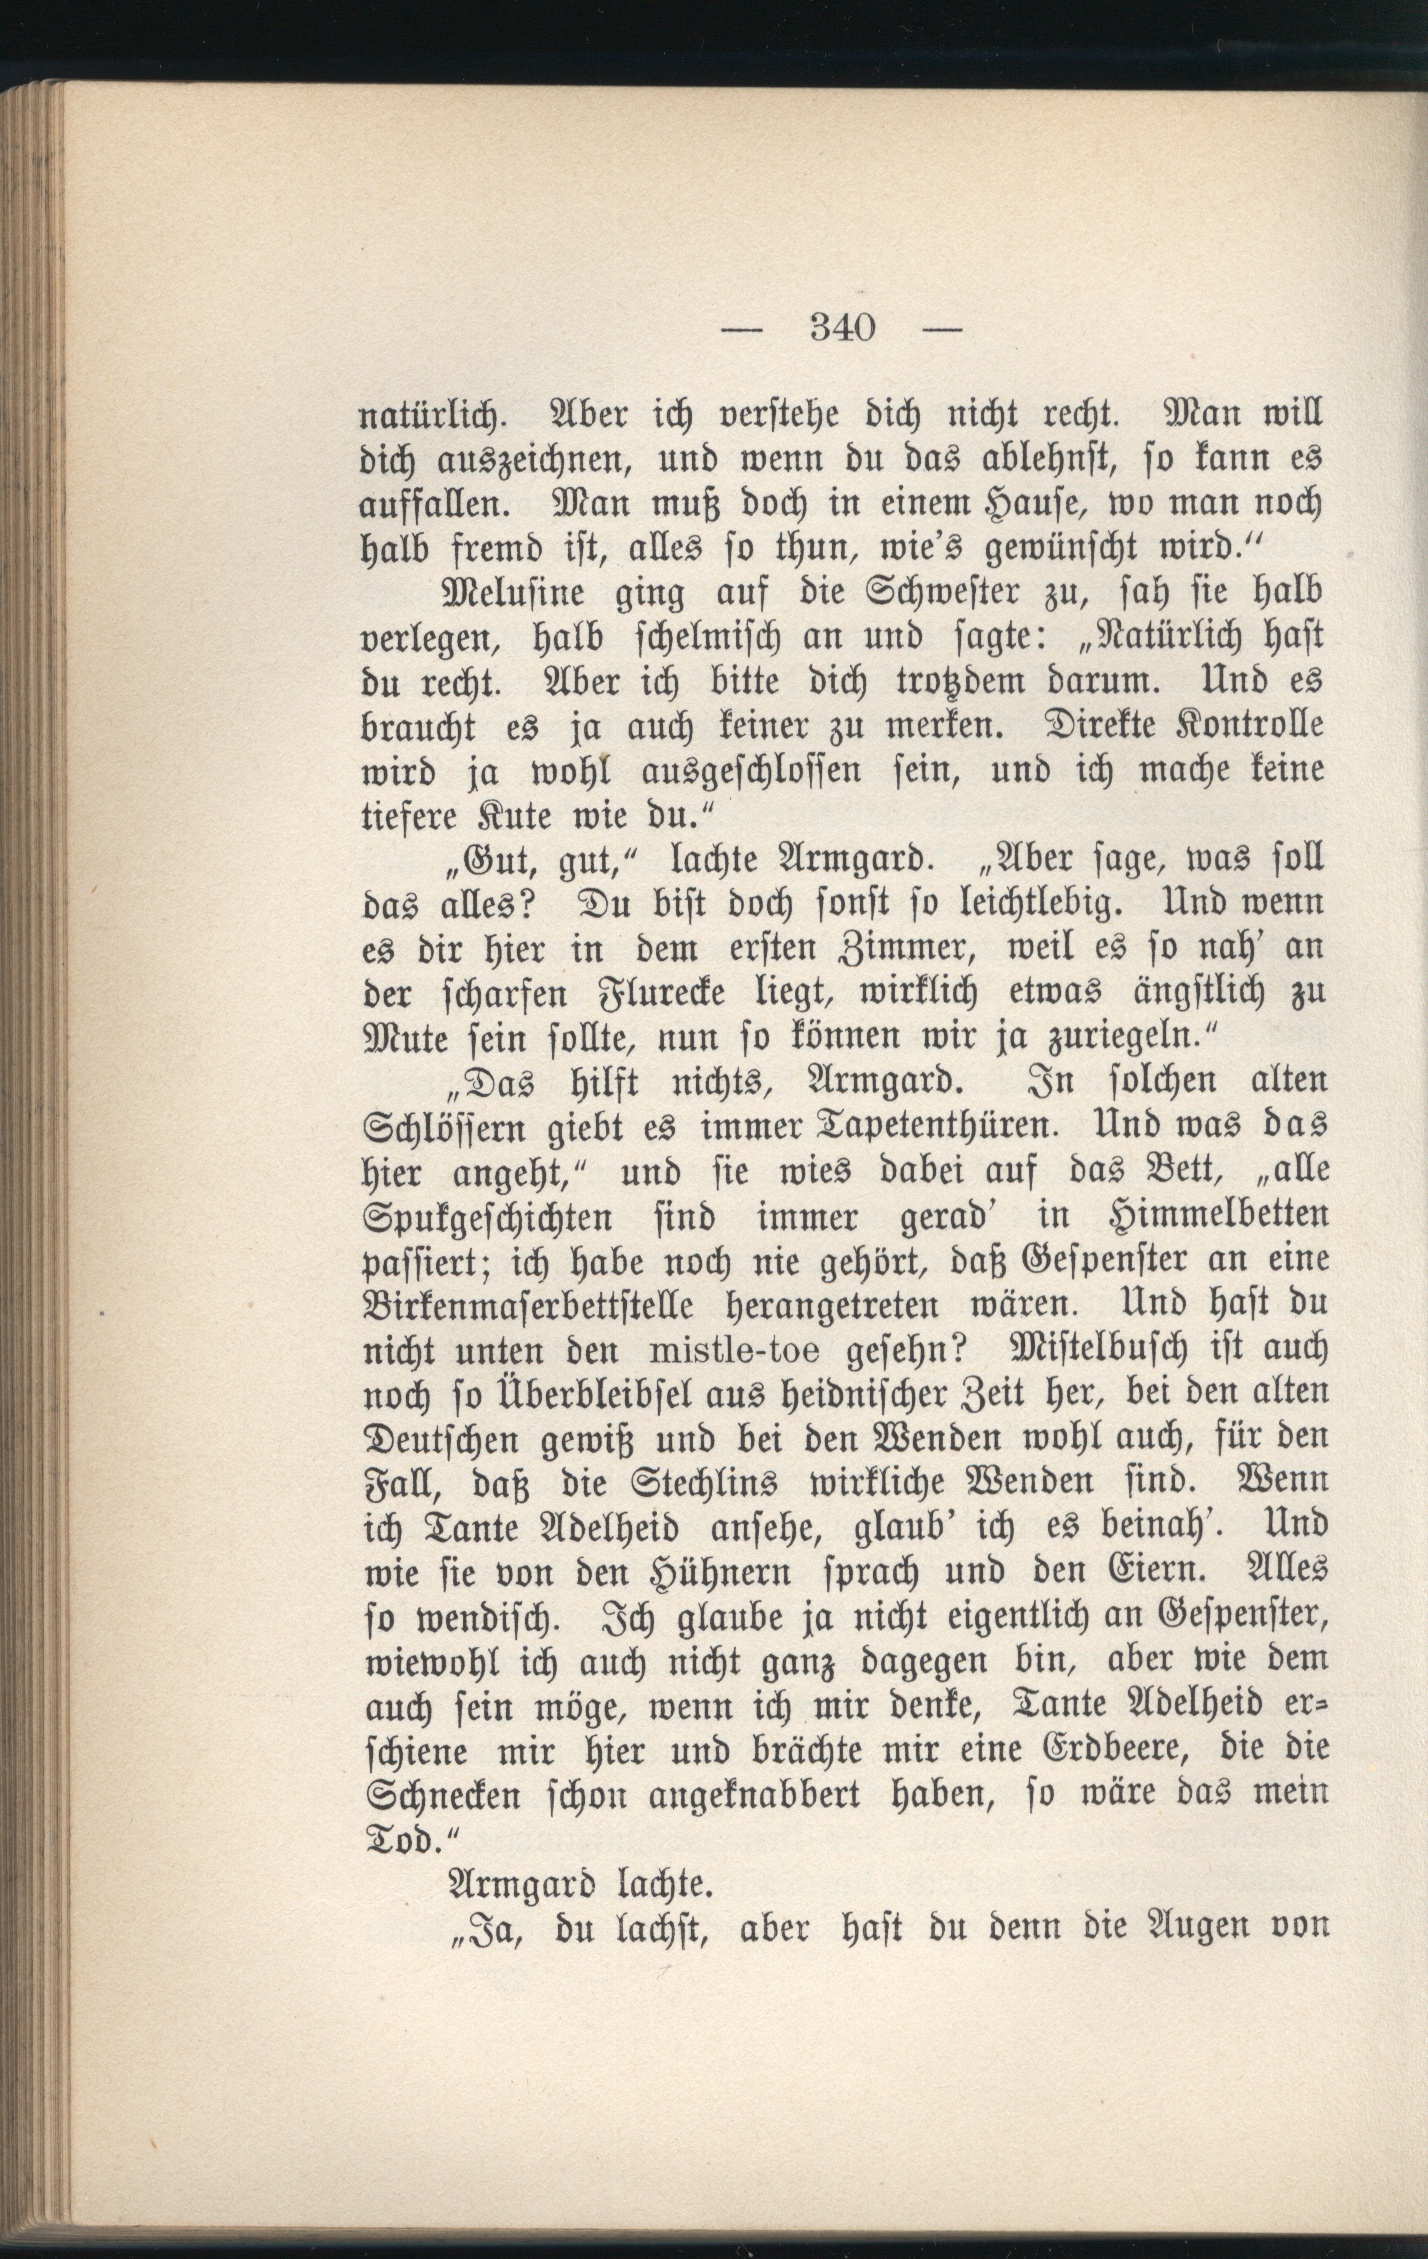 — 340 —
natürlich. Aber ich verstehe dich nicht recht. Man will
dich auszeichnen, und wenn du das ablehnst, so kann es
auffallen. Man muß doch in einem Hause, wo man noch
halb fremd ist, alles so thun, wie's gewünscht wird.“
Melusine ging auf die Schwester zu, sah sie halb
verlegen, halb schelmisch an und sagte: „Natürlich hast
du recht. Aber ich bitte dich trotzdem darum. Und es
braucht es ja auch keiner zu merken. Direkte Kontrolle
wird ja wohl ausgeschlossen sein, und ich mache keine
tiefere Kute wie du.“
„Gut, gut,“ lachte Armgard. „Aber sage, was soll
das alles? Du bist doch sonst so leichtlebig. Und wenn
es dir hier in dem ersten Zimmer, weil es so nah' an
der scharfen Flurecke liegt, wirklich etwas ängstlich zu
Mute sein sollte, nun so können wir ja zuriegeln.“
„Das hilft nichts, Armgard. In solchen alten
Schlössern giebt es immer Tapetenthüren. Und was das
hier angeht,“ und sie wies dabei auf das Bett, „alle
Spukgeschichten sind immer gerad' in Himmelbetten
passiert; ich habe noch nie gehört, daß Gespenster an eine
Birkenmaserbettstelle herangetreten wären. Und hast du
nicht unten den mistle-toe gesehn? Mistelbusch ist auch
noch so Überbleibsel aus heidnischer Zeit her, bei den alten
Deutschen gewiß und bei den Wenden wohl auch, für den
Fall, daß die Stechlins wirkliche Wenden sind. Wenn
ich Tante Adelheid ansehe, glaub' ich es beinah'. Und
wie sie von den Hühnern sprach und den Eiern. Alles
so wendisch. Ich glaube ja nicht eigentlich an Gespenster,
wiewohl ich auch nicht ganz dagegen bin, aber wie dem
auch sein möge, wenn ich mir denke, Tante Adelheid er-
schiene mir hier und brächte mir eine Erdbeere, die die
Schnecken schon angeknabbert haben, so wäre das mein
Tod.“
Armgard lachte.
„Ja, du lachst, aber hast du denn die Augen von